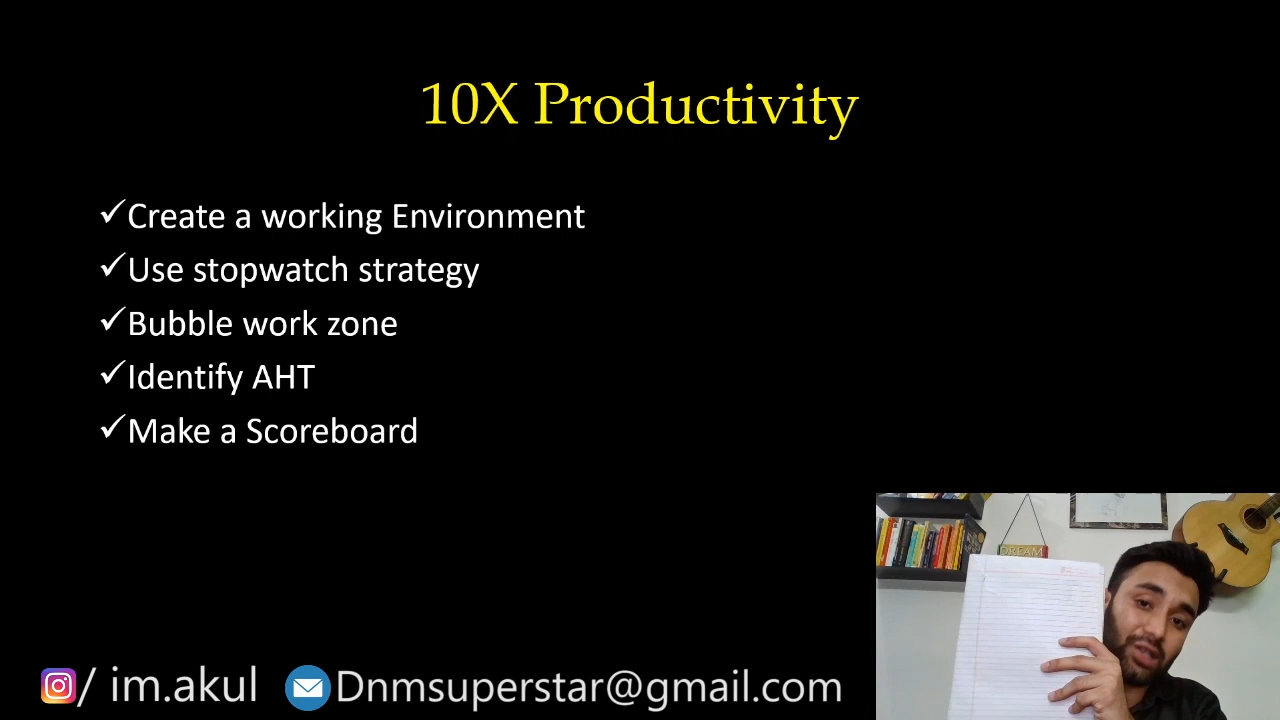 10X Productivity
✓Create a working Environment
✓Use stopwatch strategy
✓Bubble work zone
✓Identify AHT
✓Make a Scoreboard
DREAM
/ im.akul
Dnmsuperstar@gmail.com